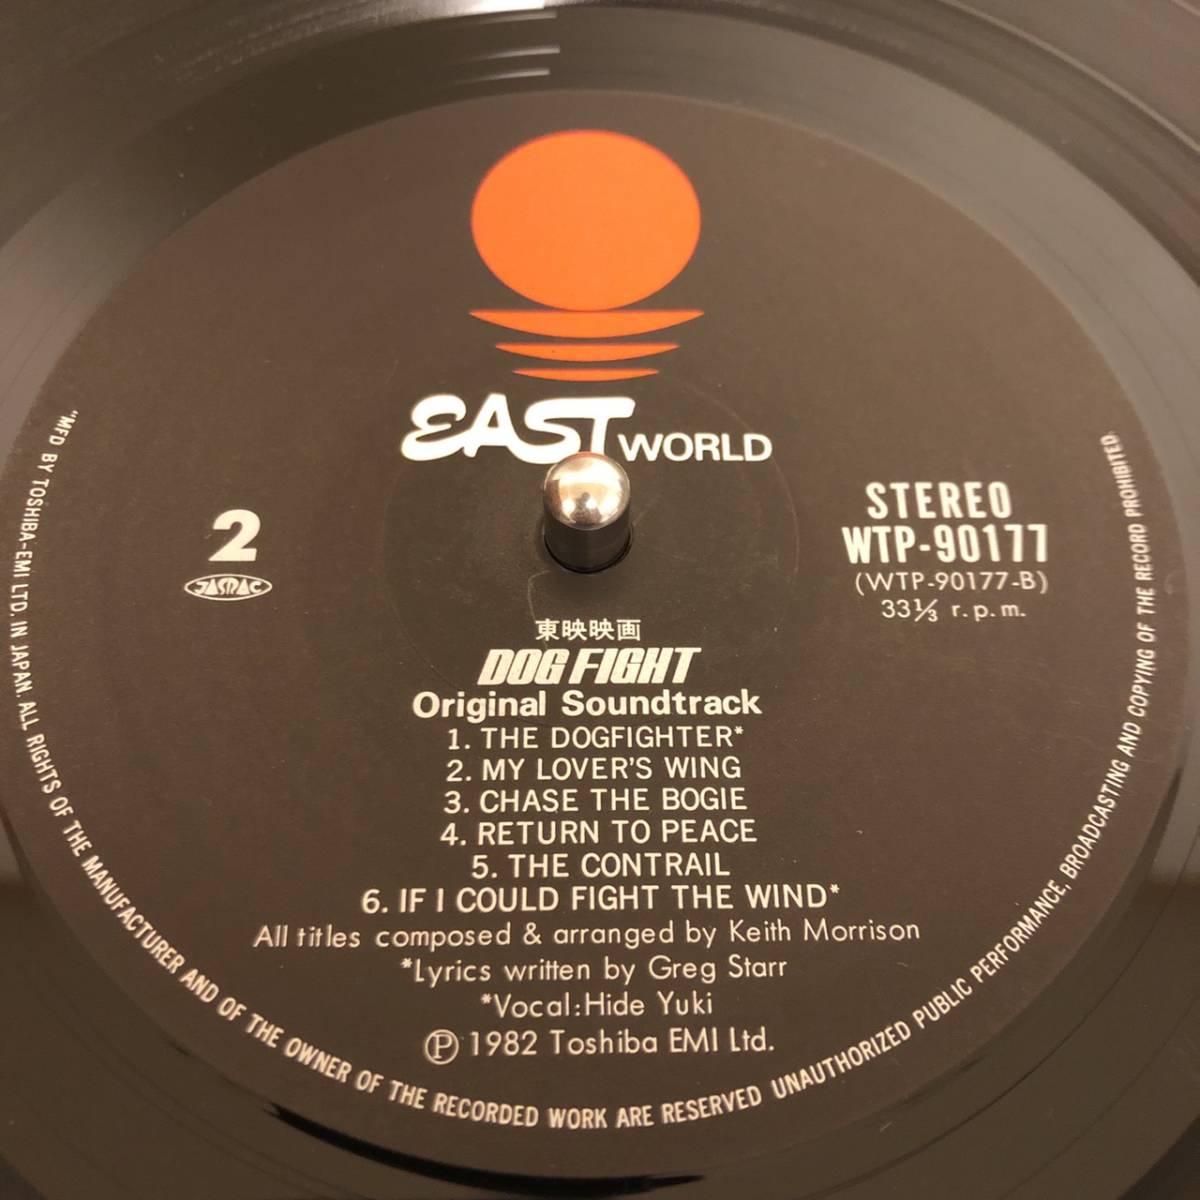 EAST WORLD
2
JASRAC
STEREO
WTP-90177
(WTP-90177-B)
33⅓ r.p.m.
東映映画
DOG FIGHT
Original Soundtrack
1. THE DOGFIGHTER*
2. MY LOVER'S WING
3. CHASE THE BOGIE
4. RETURN TO PEACE
5. THE CONTRAIL
6. IF I COULD FIGHT THE WIND*
All titles composed & arranged by Keith Morrison
*Lyrics written by Greg Starr
*Vocal:Hide Yuki
Ⓟ 1982 Toshiba EMI Ltd.
"MFD BY TOSHIBA-EMI LTD. IN JAPAN. ALL RIGHTS OF THE MANUFACTURER AND OF THE OWNER OF THE RECORDED WORK ARE RESERVED UNAUTHORIZED PUBLIC PERFORMANCE, BROADCASTING AND COPYING OF THE RECORD PROHIBITED.